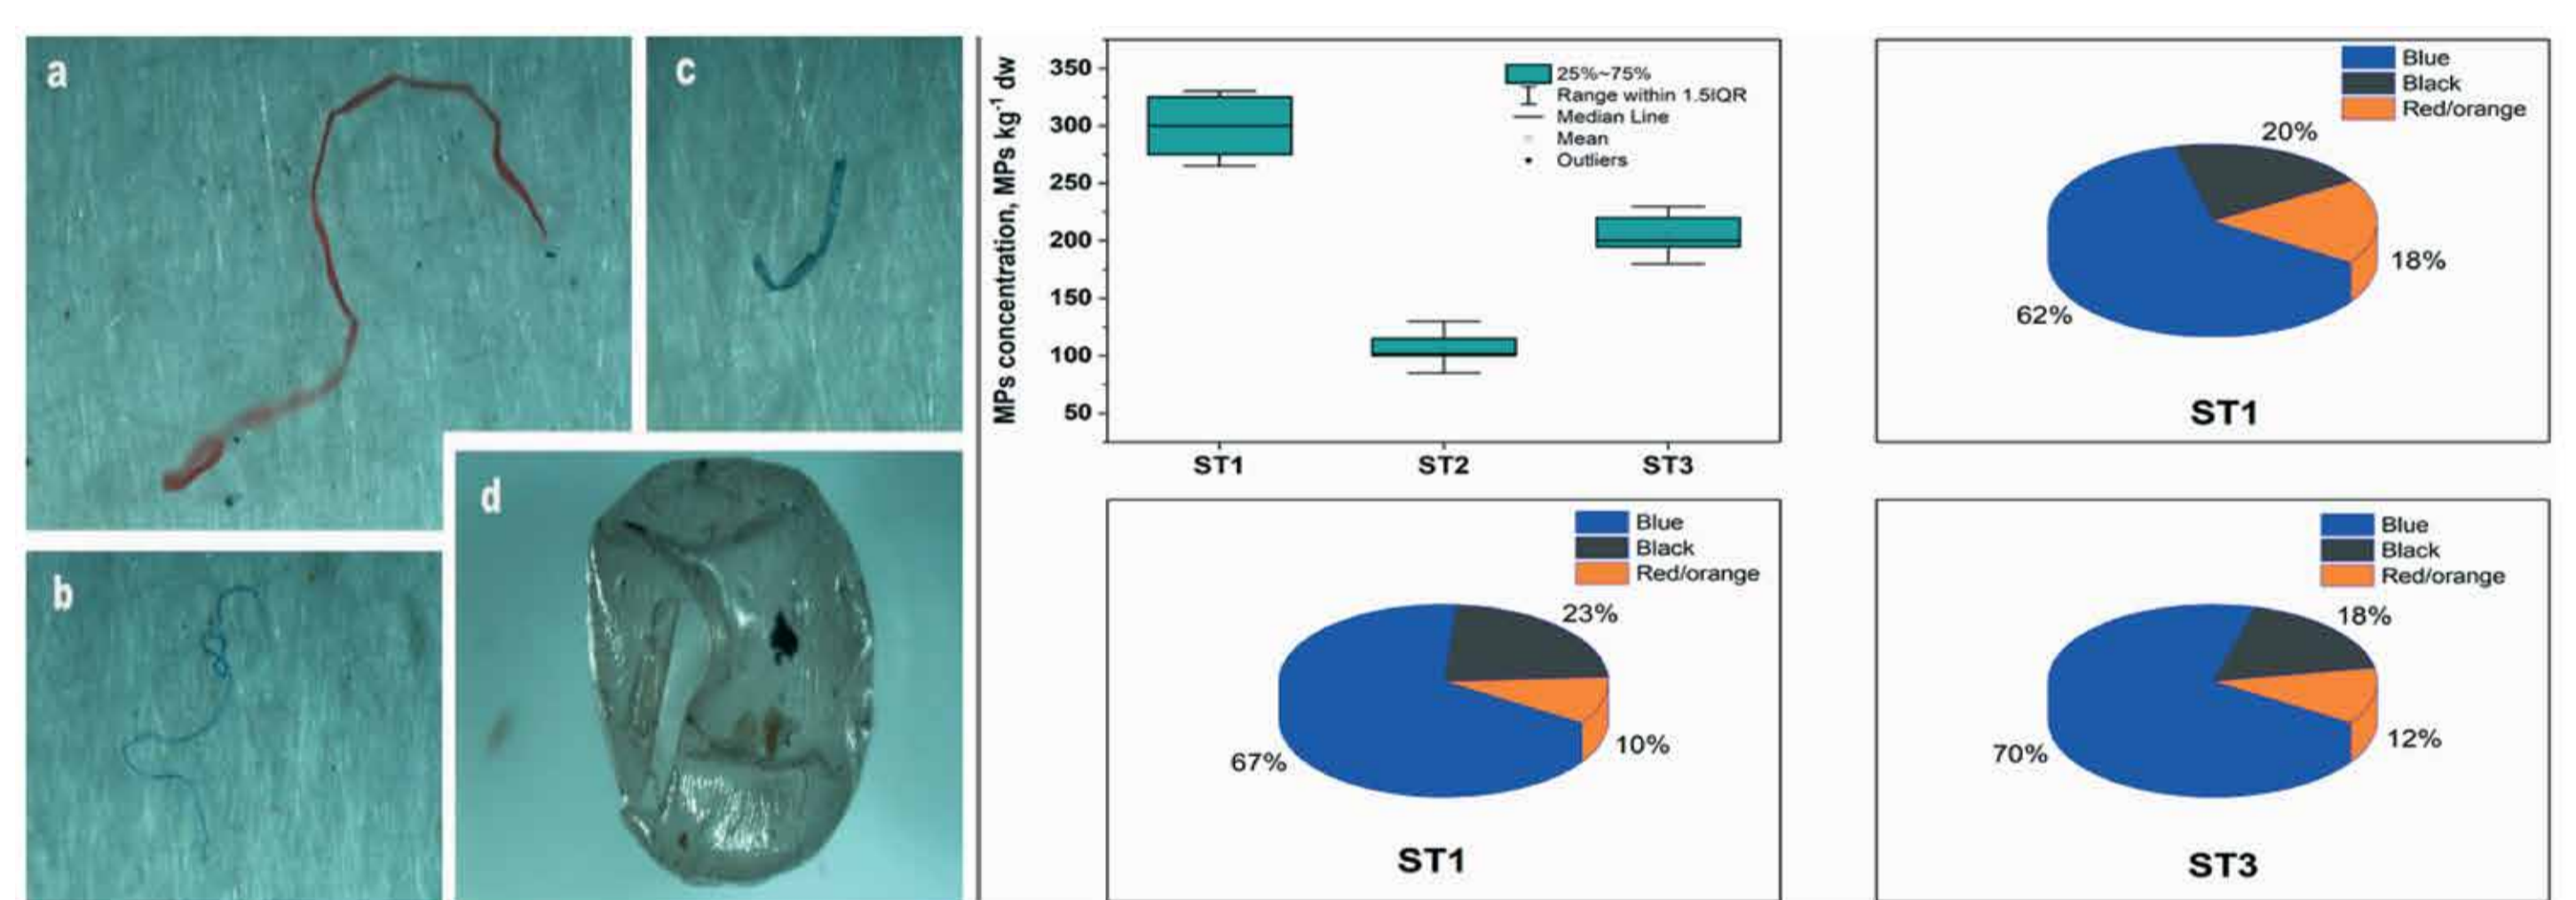 a
c
b
d
MPs concentration, MPs kg-1 dw
350
300
250
200
150
100
50
25%~75%
Range within 1.5IQR
Median Line
Mean
Outliers
ST1 ST2 ST3
Blue
Black
Red/orange
20%
18%
62%
ST1
Blue
Black
Red/orange
23%
10%
67%
ST1
Blue
Black
Red/orange
18%
12%
70%
ST3